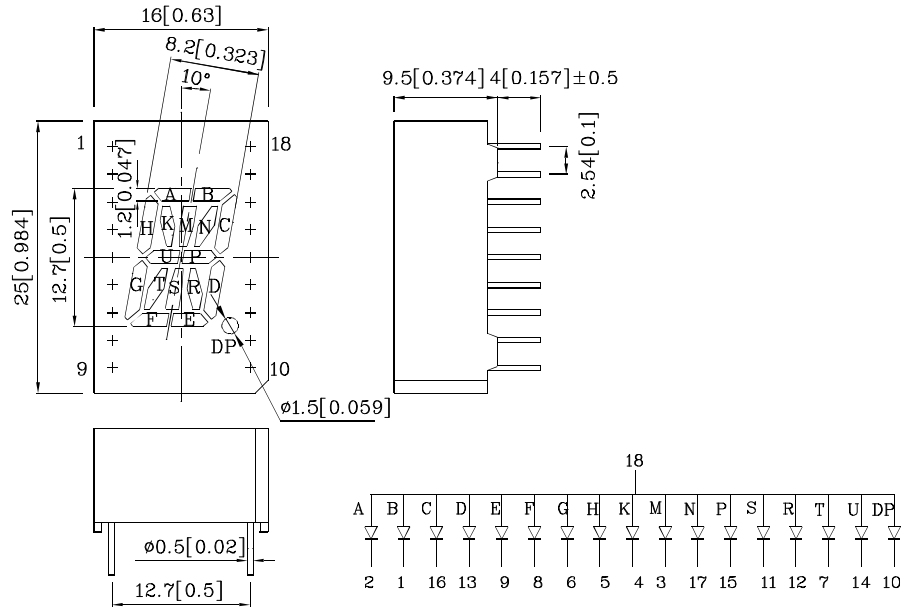 16[0.63]
8.2[0.323]
10°
9.5[0.374] 4[0.157]±0.5
2.54[0.1]
1 18
1.2[0.047]
A B
H K M N C
U P
G T S R D
F E
DP
25[0.984]
12.7[0.5]
9 10
ø1.5[0.059]
ø0.5[0.02]
12.7[0.5]
18
A B C D E F G H K M N P S R T U DP
2 1 16 13 9 8 6 5 4 3 17 15 11 12 7 14 10